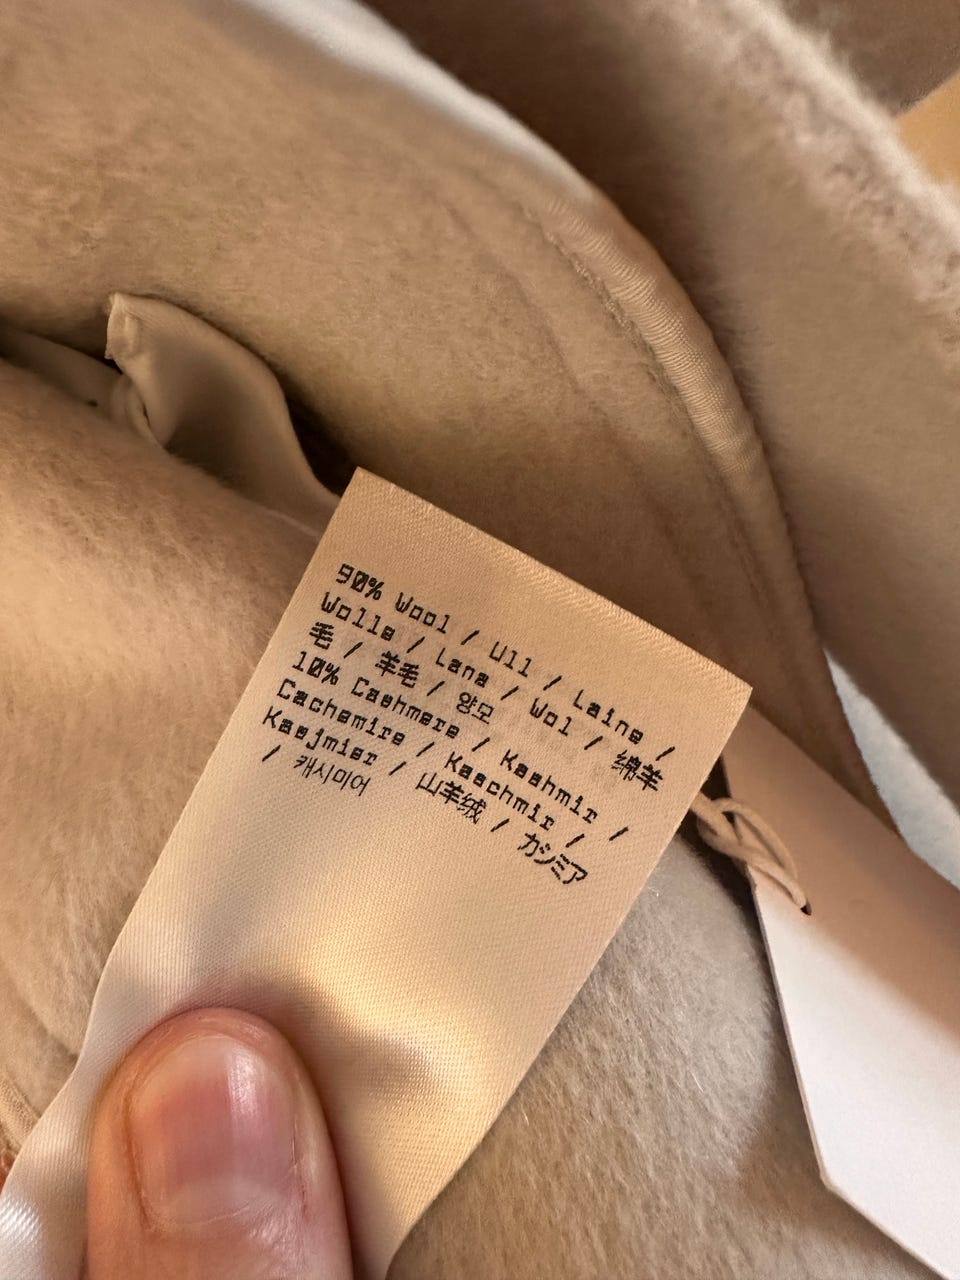 90% Wool / Ull / Laine /
Wolle / Lana / Wol / 绵羊
毛 / 羊毛 / 양모
10% Cashmere / Kashmir /
Cachemire / Kaschmir /
Kasjmier / 山羊绒 / カシミア
/ 캐시미어